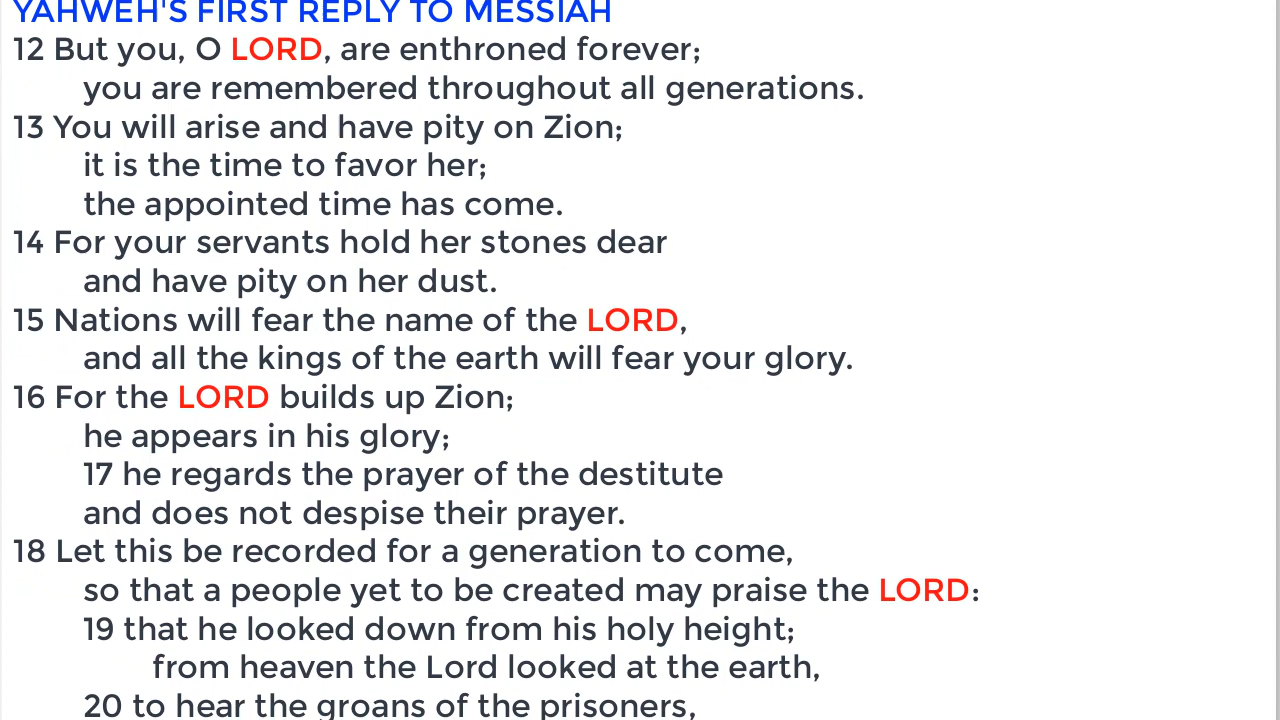 YAHWEH'S FIRST REPLY TO MESSIAH
12 But you, O LORD, are enthroned forever;
you are remembered throughout all generations.
13 You will arise and have pity on Zion;
it is the time to favor her;
the appointed time has come.
14 For your servants hold her stones dear
and have pity on her dust.
15 Nations will fear the name of the LORD,
and all the kings of the earth will fear your glory.
16 For the LORD builds up Zion;
he appears in his glory;
17 he regards the prayer of the destitute
and does not despise their prayer.
18 Let this be recorded for a generation to come,
so that a people yet to be created may praise the LORD:
19 that he looked down from his holy height;
from heaven the Lord looked at the earth,
20 to hear the groans of the prisoners,